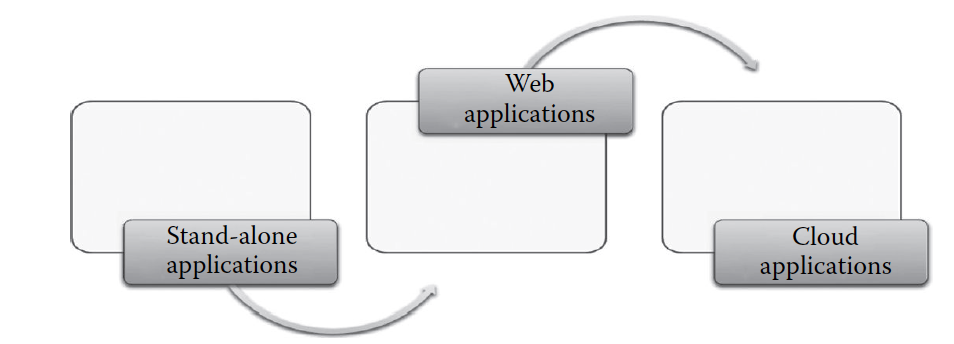 Stand-alone
applications
Web
applications
Cloud
applications